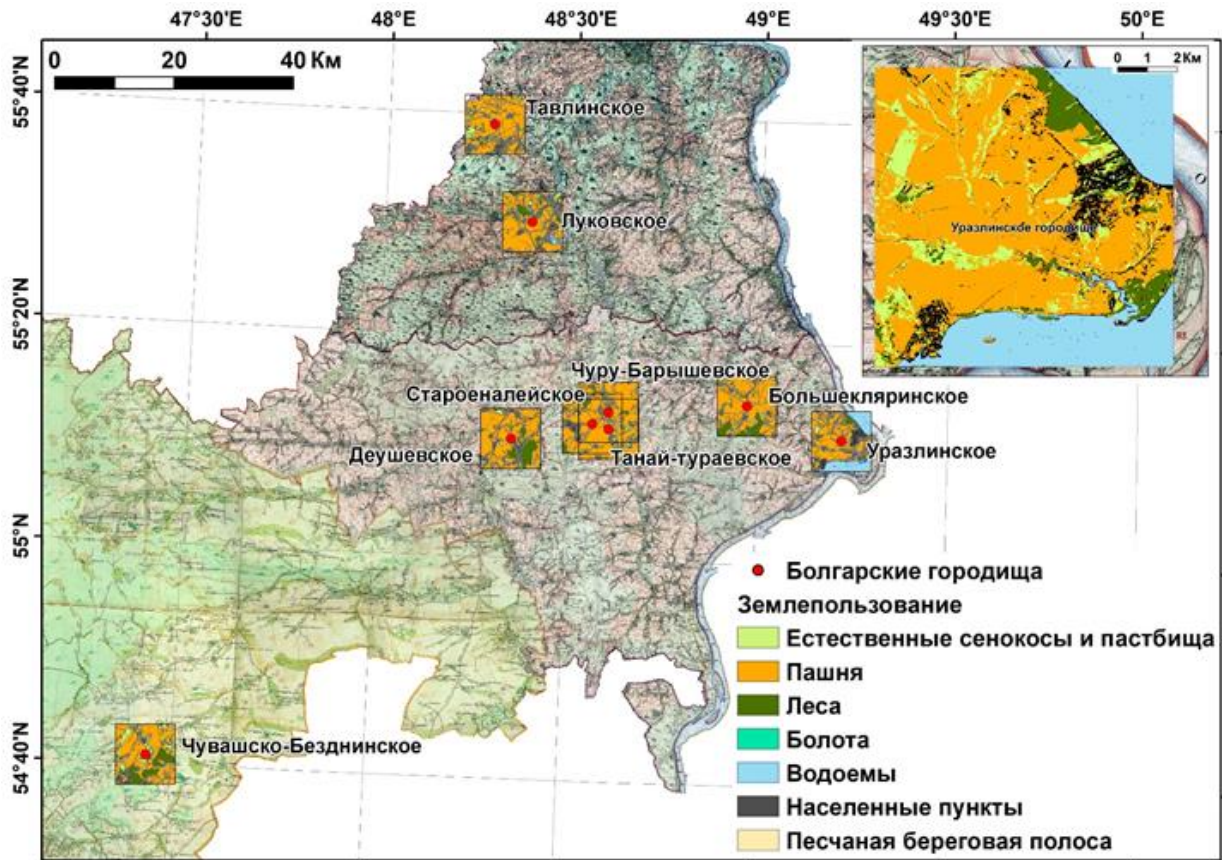 47°30'E
48°E
48°3'0'E
49°E
49°30'E
50°E
0
20
40 Км
0
1
2 Км
55°40'N
55°20'N
55°N
54°40'N
Тавлинское
Луковское
Уразлинское городище
Чуру-Барышевское
Староеналейское
Большекляринское
Деушевское
Танай-тураевское
Уразлинское
Чувашско-Безднинское
Болгарские городища
Землепользование
Естественные сенокосы и пастбища
Пашня
Леса
Болота
Водоемы
Населенные пункты
Песчаная береговая полоса